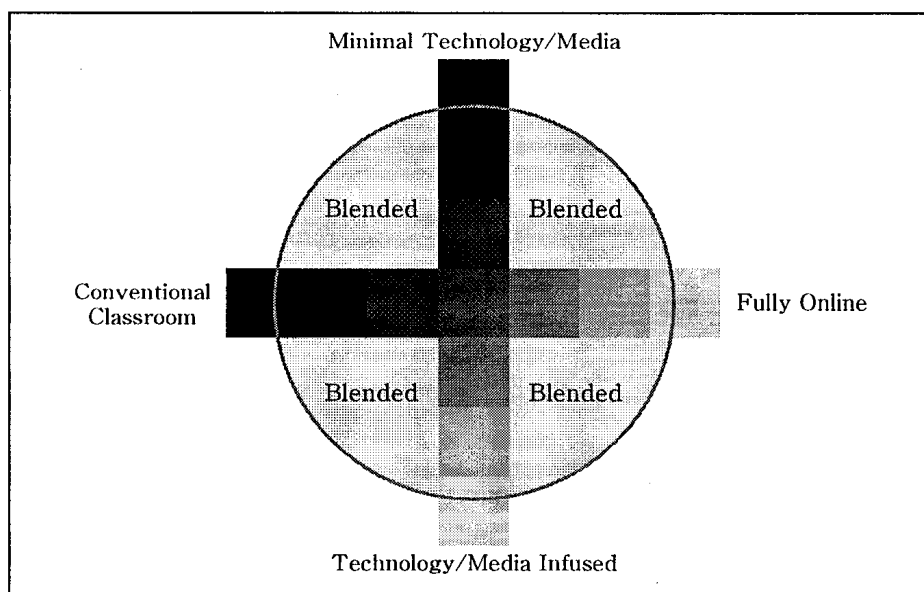 Minimal Technology/Media
Blended
Blended
Conventional
Classroom
Fully Online
Blended
Blended
Technology/Media Infused